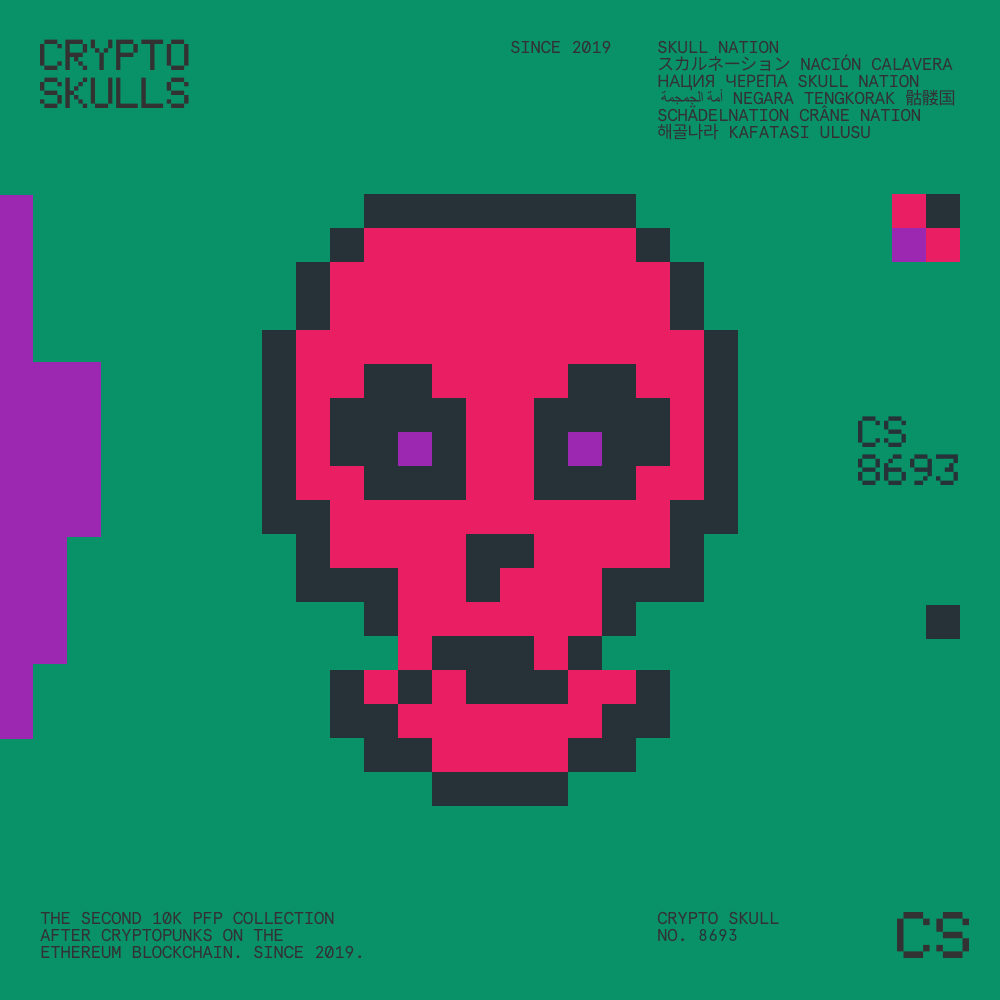 CRYPTO
SKULLS
SINCE 2019
SKULL NATION
スカルネーション NACIÓN CALAVERA
НАЦИЯ ЧЕРЕПА SKULL NATION
أمة الجمجمة NEGARA TENGKORAK 骷髅国
SCHÄDELNATION CRÂNE NATION
해골나라 KAFATASI ULUSU
CS
8693
THE SECOND 10K PFP COLLECTION
AFTER CRYPTOPUNKS ON THE
ETHEREUM BLOCKCHAIN. SINCE 2019.
CRYPTO SKULL
NO. 8693
CS